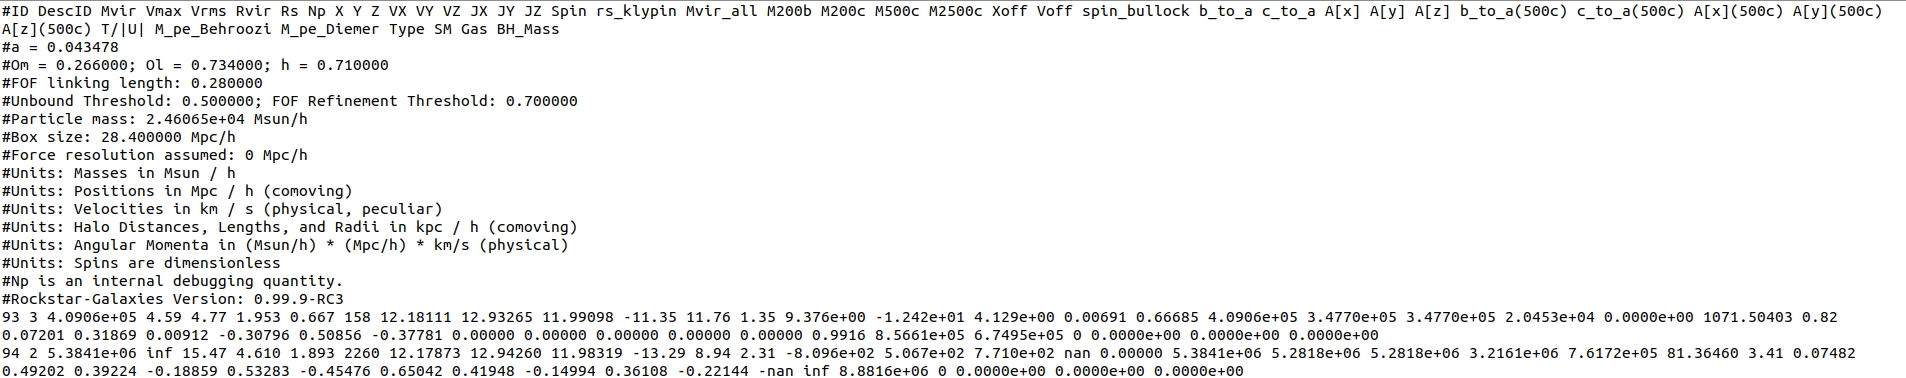 #ID DescID Mvir Vmax Vrms Rvir Rs Np X Y Z VX VY VZ JX JY JZ Spin rs_klypin Mvir_all M200b M200c M500c M2500c Xoff Voff spin_bullock b_to_a c_to_a A[x] A[y] A[z] b_to_a(500c) c_to_a(500c) A[x](500c) A[y](500c)
A[z](500c) T/|U| M_pe_Behroozi M_pe_Diemer Type SM Gas BH_Mass
#a = 0.043478
#Om = 0.266000; Ol = 0.734000; h = 0.710000
#FOF linking length: 0.280000
#Unbound Threshold: 0.500000; FOF Refinement Threshold: 0.700000
#Particle mass: 2.46065e+04 Msun/h
#Box size: 28.400000 Mpc/h
#Force resolution assumed: 0 Mpc/h
#Units: Masses in Msun / h
#Units: Positions in Mpc / h (comoving)
#Units: Velocities in km / s (physical, peculiar)
#Units: Halo Distances, Lengths, and Radii in kpc / h (comoving)
#Units: Angular Momenta in (Msun/h) * (Mpc/h) * km/s (physical)
#Units: Spins are dimensionless
#Np is an internal debugging quantity.
#Rockstar-Galaxies Version: 0.99.9-RC3
93 3 4.0906e+05 4.59 4.77 1.953 0.667 158 12.18111 12.93265 11.99098 -11.35 11.76 1.35 9.376e+00 -1.242e+01 4.129e+00 0.00691 0.66685 4.0906e+05 3.4770e+05 3.4770e+05 2.0453e+04 0.0000e+00 1071.50403 0.82
0.07201 0.31869 0.00912 -0.30796 0.50856 -0.37781 0.00000 0.00000 0.00000 0.00000 0.00000 0.9916 8.5661e+05 6.7495e+05 0 0.0000e+00 0.0000e+00 0.0000e+00
94 2 5.3841e+06 inf 15.47 4.610 1.893 2260 12.17873 12.94260 11.98319 -13.29 8.94 2.31 -8.096e+02 5.067e+02 7.710e+02 nan 0.00000 5.3841e+06 5.2818e+06 5.2818e+06 3.2161e+06 7.6172e+05 81.36460 3.41 0.07482
0.49202 0.39224 -0.18859 0.53283 -0.45476 0.65042 0.41948 -0.14994 0.36108 -0.22144 -nan inf 8.8816e+06 0 0.0000e+00 0.0000e+00 0.0000e+00